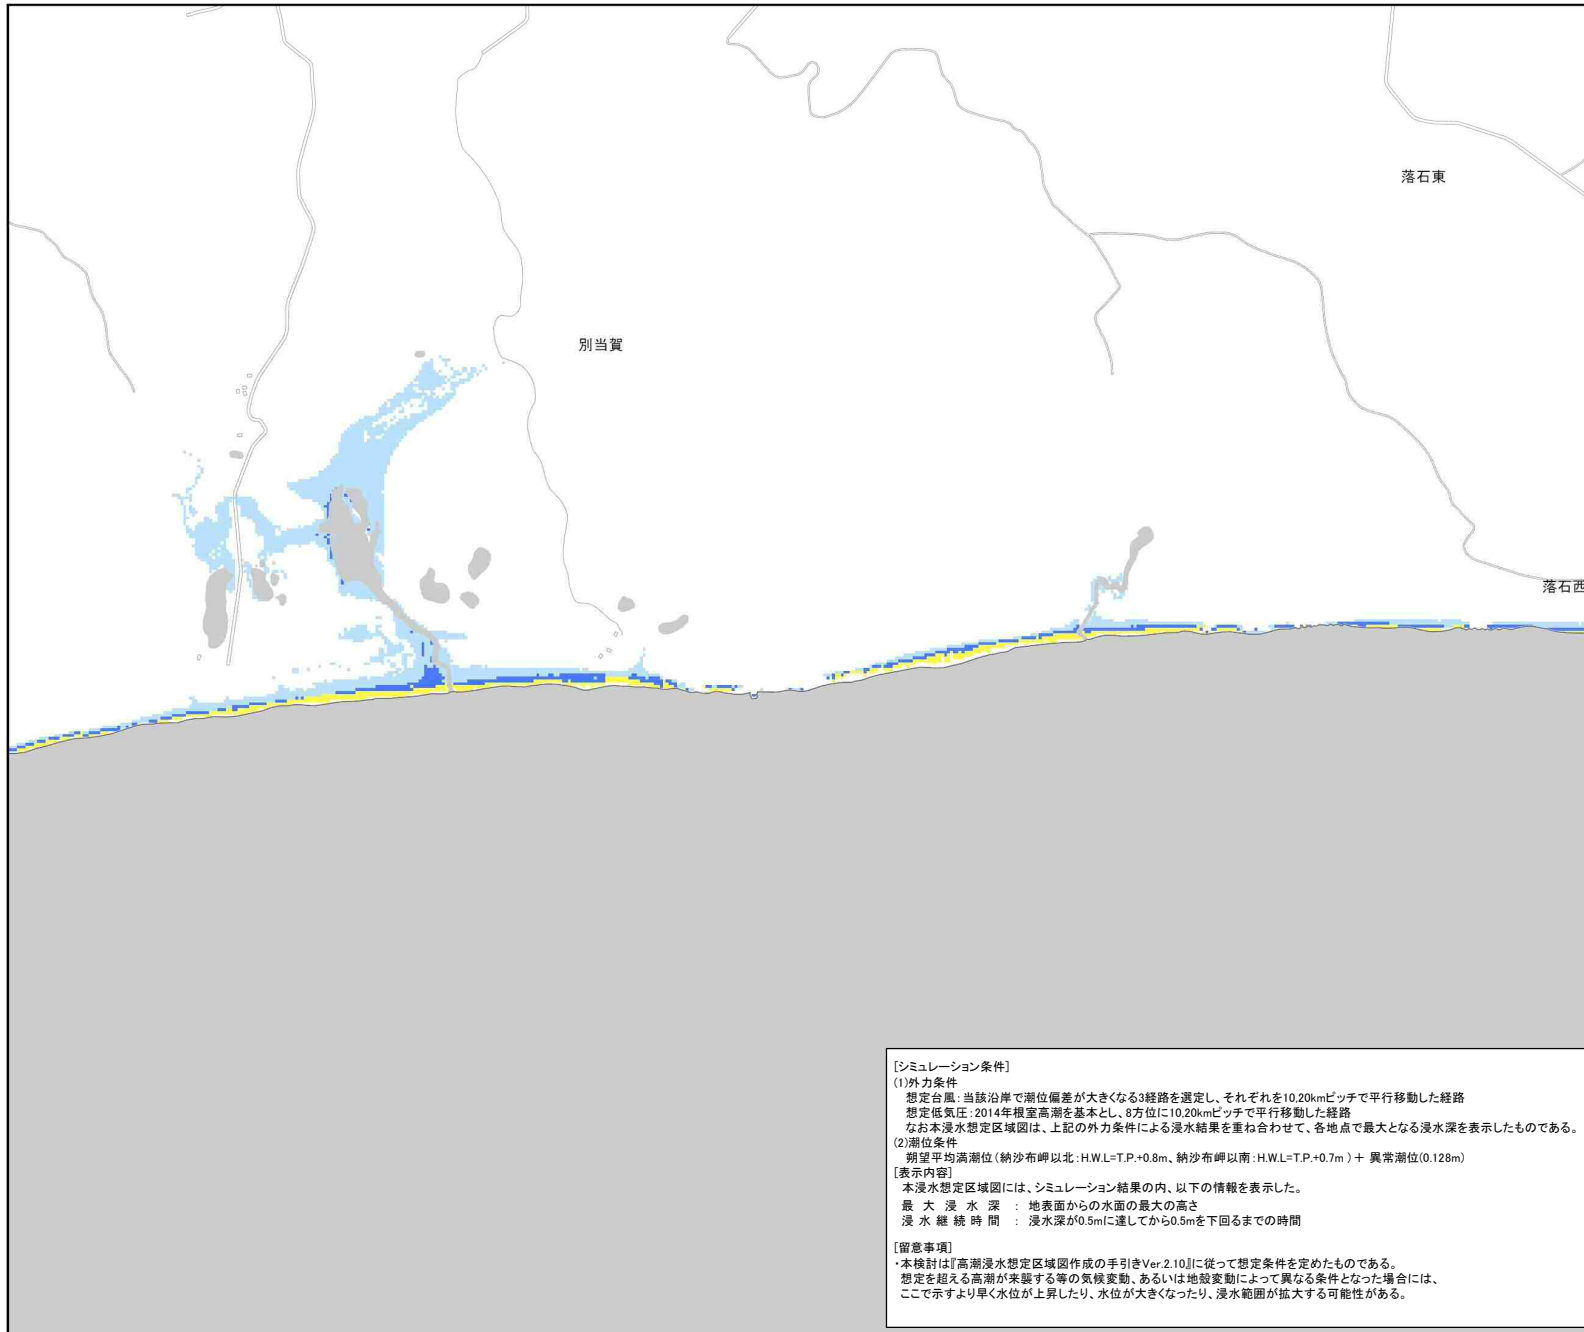 落石東
別当賀
落石西
[シミュレーション条件]
(1)外力条件
想定台風：当該沿岸で潮位偏差が大きくなる3経路を選定し、それぞれを10,20kmピッチで平行移動した経路
想定低気圧：2014年根室高潮を基本とし、8方位に10,20kmピッチで平行移動した経路
なお本浸水想定区域図は、上記の外力条件による浸水結果を重ね合わせて、各地点で最大となる浸水深を表示したものである。
(2)潮位条件
朔望平均満潮位（納沙布岬以北：H.W.L=T.P.+0.8m、納沙布岬以南：H.W.L=T.P.+0.7m ）＋ 異常潮位(0.128m)
[表示内容]
本浸水想定区域図には、シミュレーション結果の内、以下の情報を表示した。
最 大 浸 水 深 ： 地表面からの水面の最大の高さ
浸 水 継 続 時 間 ： 浸水深が0.5mに達してから0.5mを下回るまでの時間
[留意事項]
・本検討は『高潮浸水想定区域図作成の手引きVer.2.10』に従って想定条件を定めたものである。
想定を超える高潮が来襲する等の気候変動、あるいは地殻変動によって異なる条件となった場合には、
ここで示すより早く水位が上昇したり、水位が大きくなったり、浸水範囲が拡大する可能性がある。